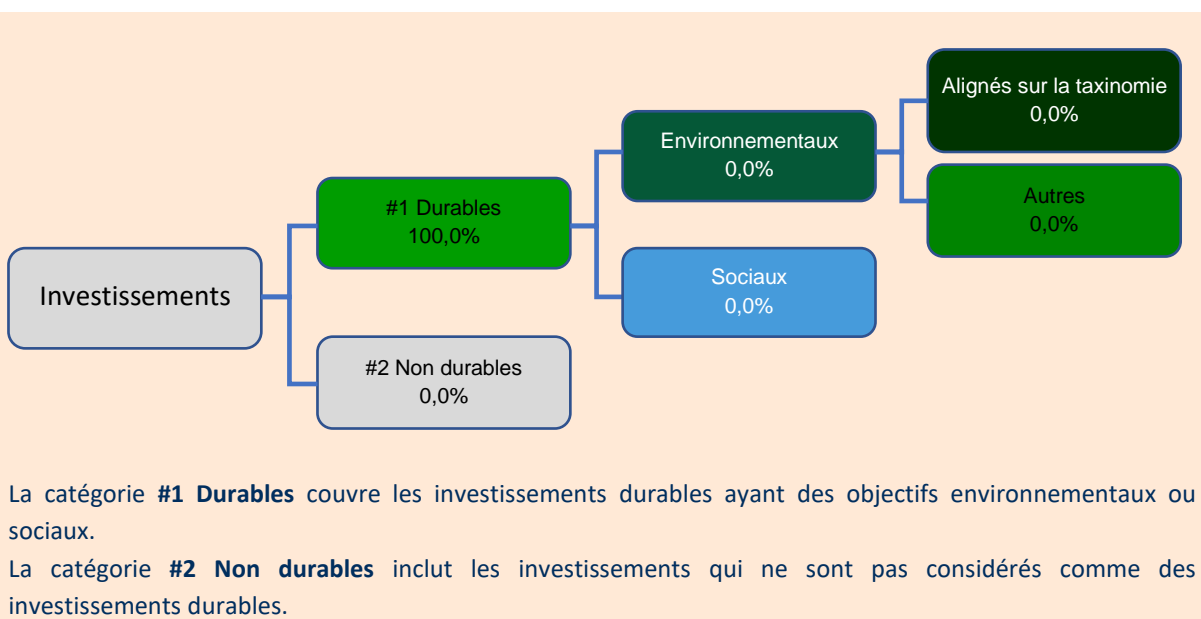 Alignés sur la taxinomie
0,0%
Environnementaux
0,0%
Autres
0,0%
#1 Durables
100,0%
Sociaux
0,0%
Investissements
#2 Non durables
0,0%
La catégorie #1 Durables couvre les investissements durables ayant des objectifs environnementaux ou
sociaux.
La catégorie #2 Non durables inclut les investissements qui ne sont pas considérés comme des
investissements durables.